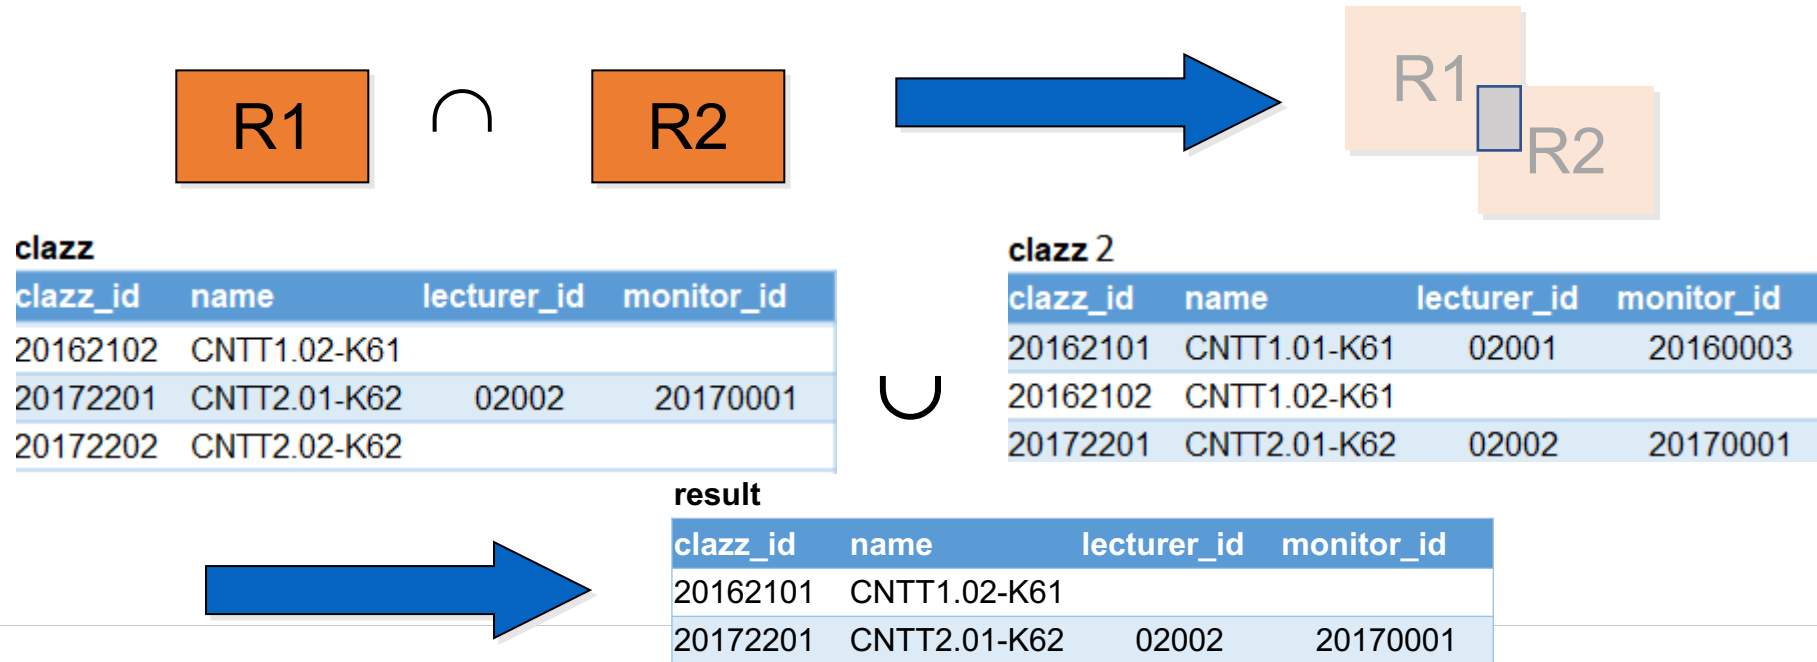 R1 ∩ R2
R1
R2
clazz
clazz_id name lecturer_id monitor_id
20162102 CNTT1.02-K61
20172201 CNTT2.01-K62 02002 20170001
20172202 CNTT2.02-K62
∪
clazz 2
clazz_id name lecturer_id monitor_id
20162101 CNTT1.01-K61 02001 20160003
20162102 CNTT1.02-K61
20172201 CNTT2.01-K62 02002 20170001
result
clazz_id name lecturer_id monitor_id
20162101 CNTT1.02-K61
20172201 CNTT2.01-K62 02002 20170001